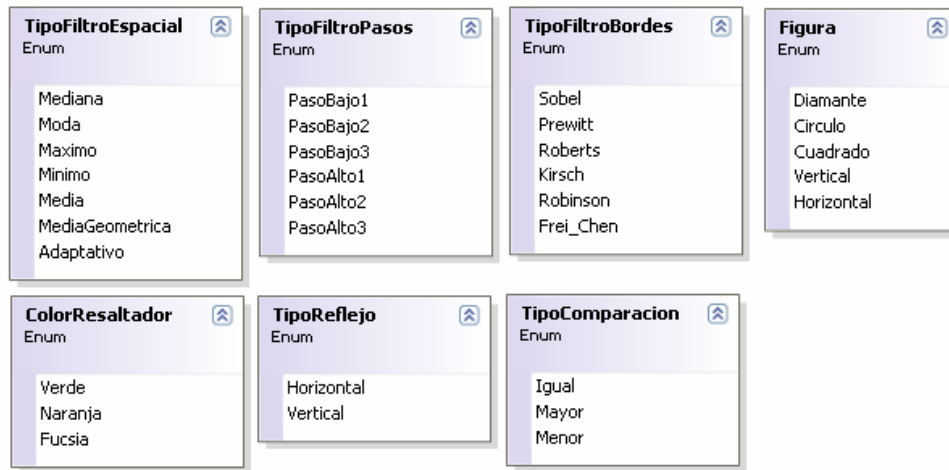 TipoFiltroEspacial
Enum
Mediana
Moda
Maximo
Minimo
Media
MediaGeometrica
Adaptativo
TipoFiltroPasos
Enum
PasoBajo1
PasoBajo2
PasoBajo3
PasoAlto1
PasoAlto2
PasoAlto3
TipoFiltroBordes
Enum
Sobel
Prewitt
Roberts
Kirsch
Robinson
Frei_Chen
Figura
Enum
Diamante
Circulo
Cuadrado
Vertical
Horizontal
ColorResaltador
Enum
Verde
Naranja
Fucsia
TipoReflejo
Enum
Horizontal
Vertical
TipoComparacion
Enum
Igual
Mayor
Menor